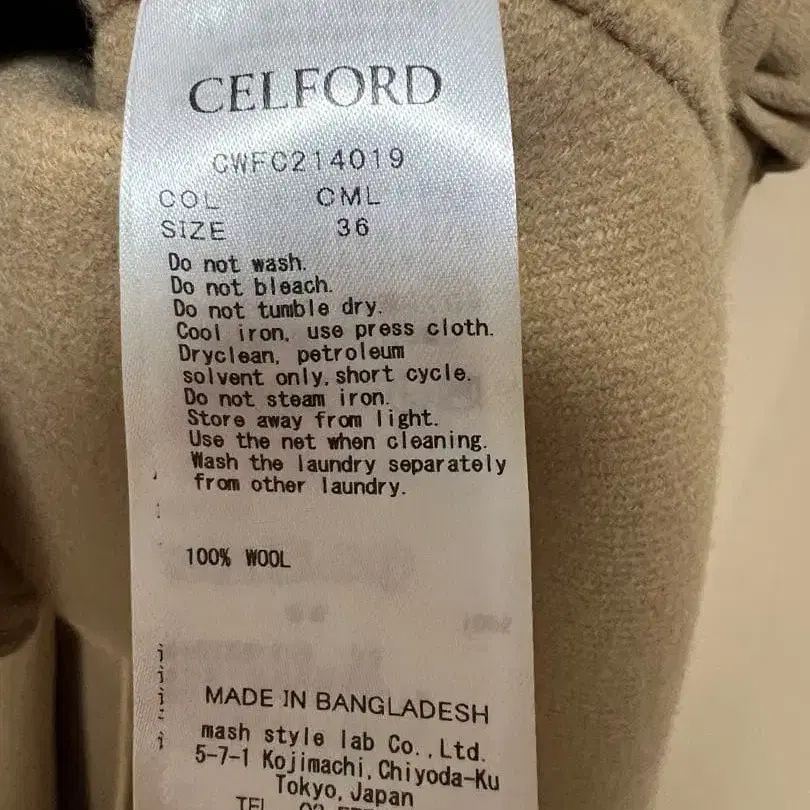 CELFORD
CWFC214019
COL CML
SIZE 36
Do not wash.
Do not bleach.
Do not tumble dry.
Cool iron, use press cloth.
Dryclean, petroleum
solvent only, short cycle.
Do not steam iron.
Store away from light.
Use the net when cleaning.
Wash the laundry separately
from other laundry.
100% WOOL
MADE IN BANGLADESH
mash style lab Co., Ltd.
5-7-1 Kojimachi, Chiyoda-Ku
Tokyo, Japan
TEL